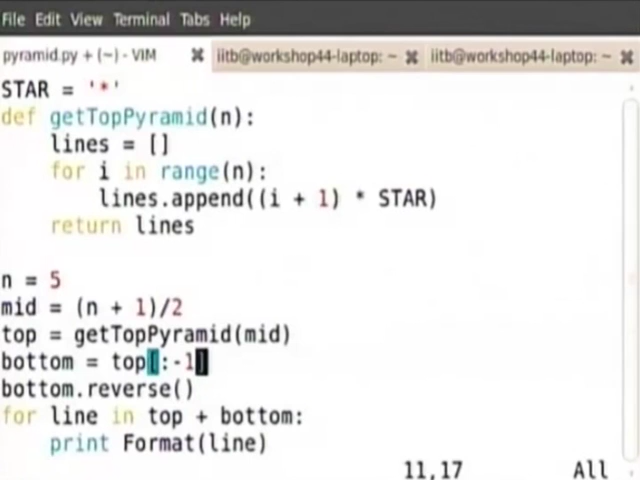 File Edit View Terminal Tabs Help
pyramid.py + (~) - VIM iitb@workshop44-laptop: ~ iitb@workshop44-laptop: ~
STAR = '*'
def getTopPyramid(n):
    lines = []
    for i in range(n):
        lines.append((i + 1) * STAR)
    return lines

n = 5
mid = (n + 1)/2
top = getTopPyramid(mid)
bottom = top[:-1]
bottom.reverse()
for line in top + bottom:
    print Format(line)
11,17 All